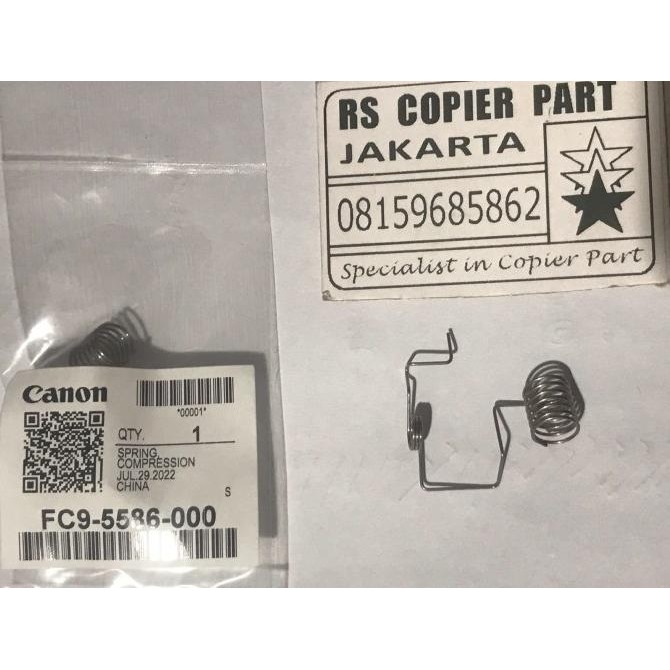 RS COPIER PART
JAKARTA
08159685862
Specialist in Copier Part
Canon
*00001*
QTY. 1
SPRING,
COMPRESSION
JUL.29.2022
CHINA
S
FC9-5586-000